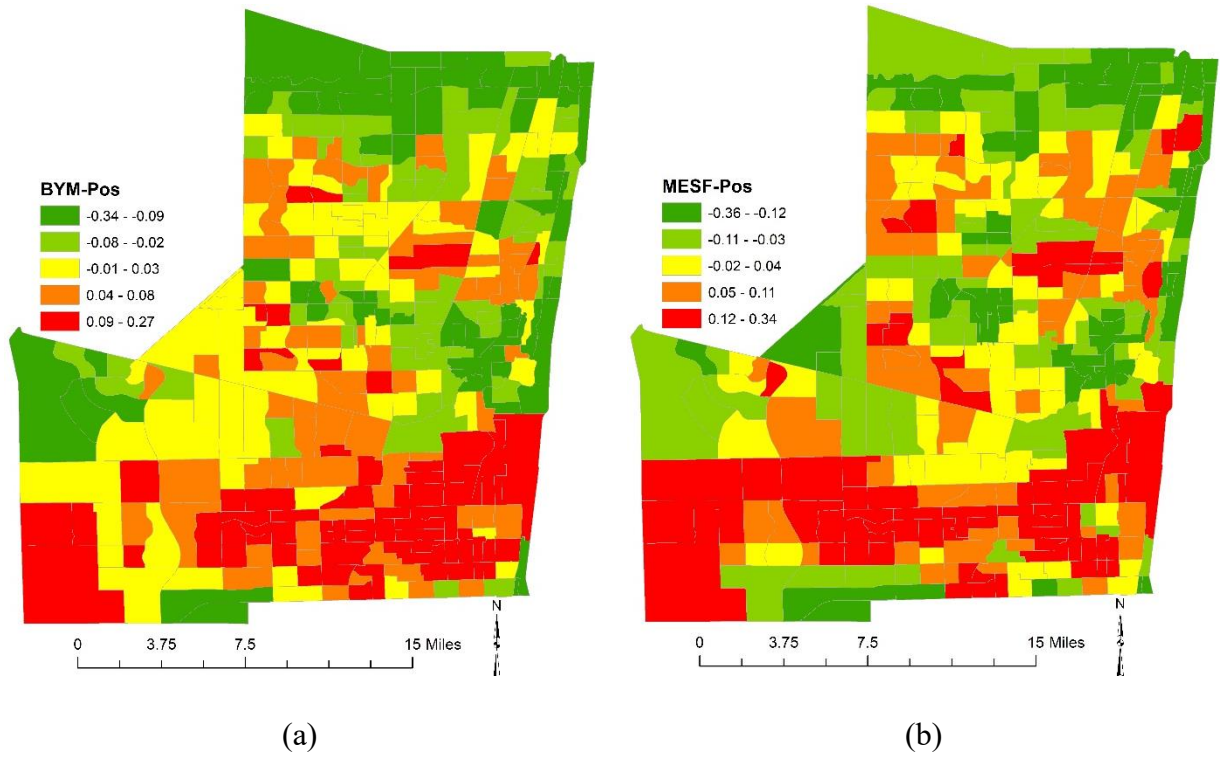 BYM-Pos
-0.34 - -0.09
-0.08 - -0.02
-0.01 - 0.03
0.04 - 0.08
0.09 - 0.27
N
0 3.75 7.5 15 Miles
(a)
MESF-Pos
-0.36 - -0.12
-0.11 - -0.03
-0.02 - 0.04
0.05 - 0.11
0.12 - 0.34
N
0 3.75 7.5 15 Miles
(b)